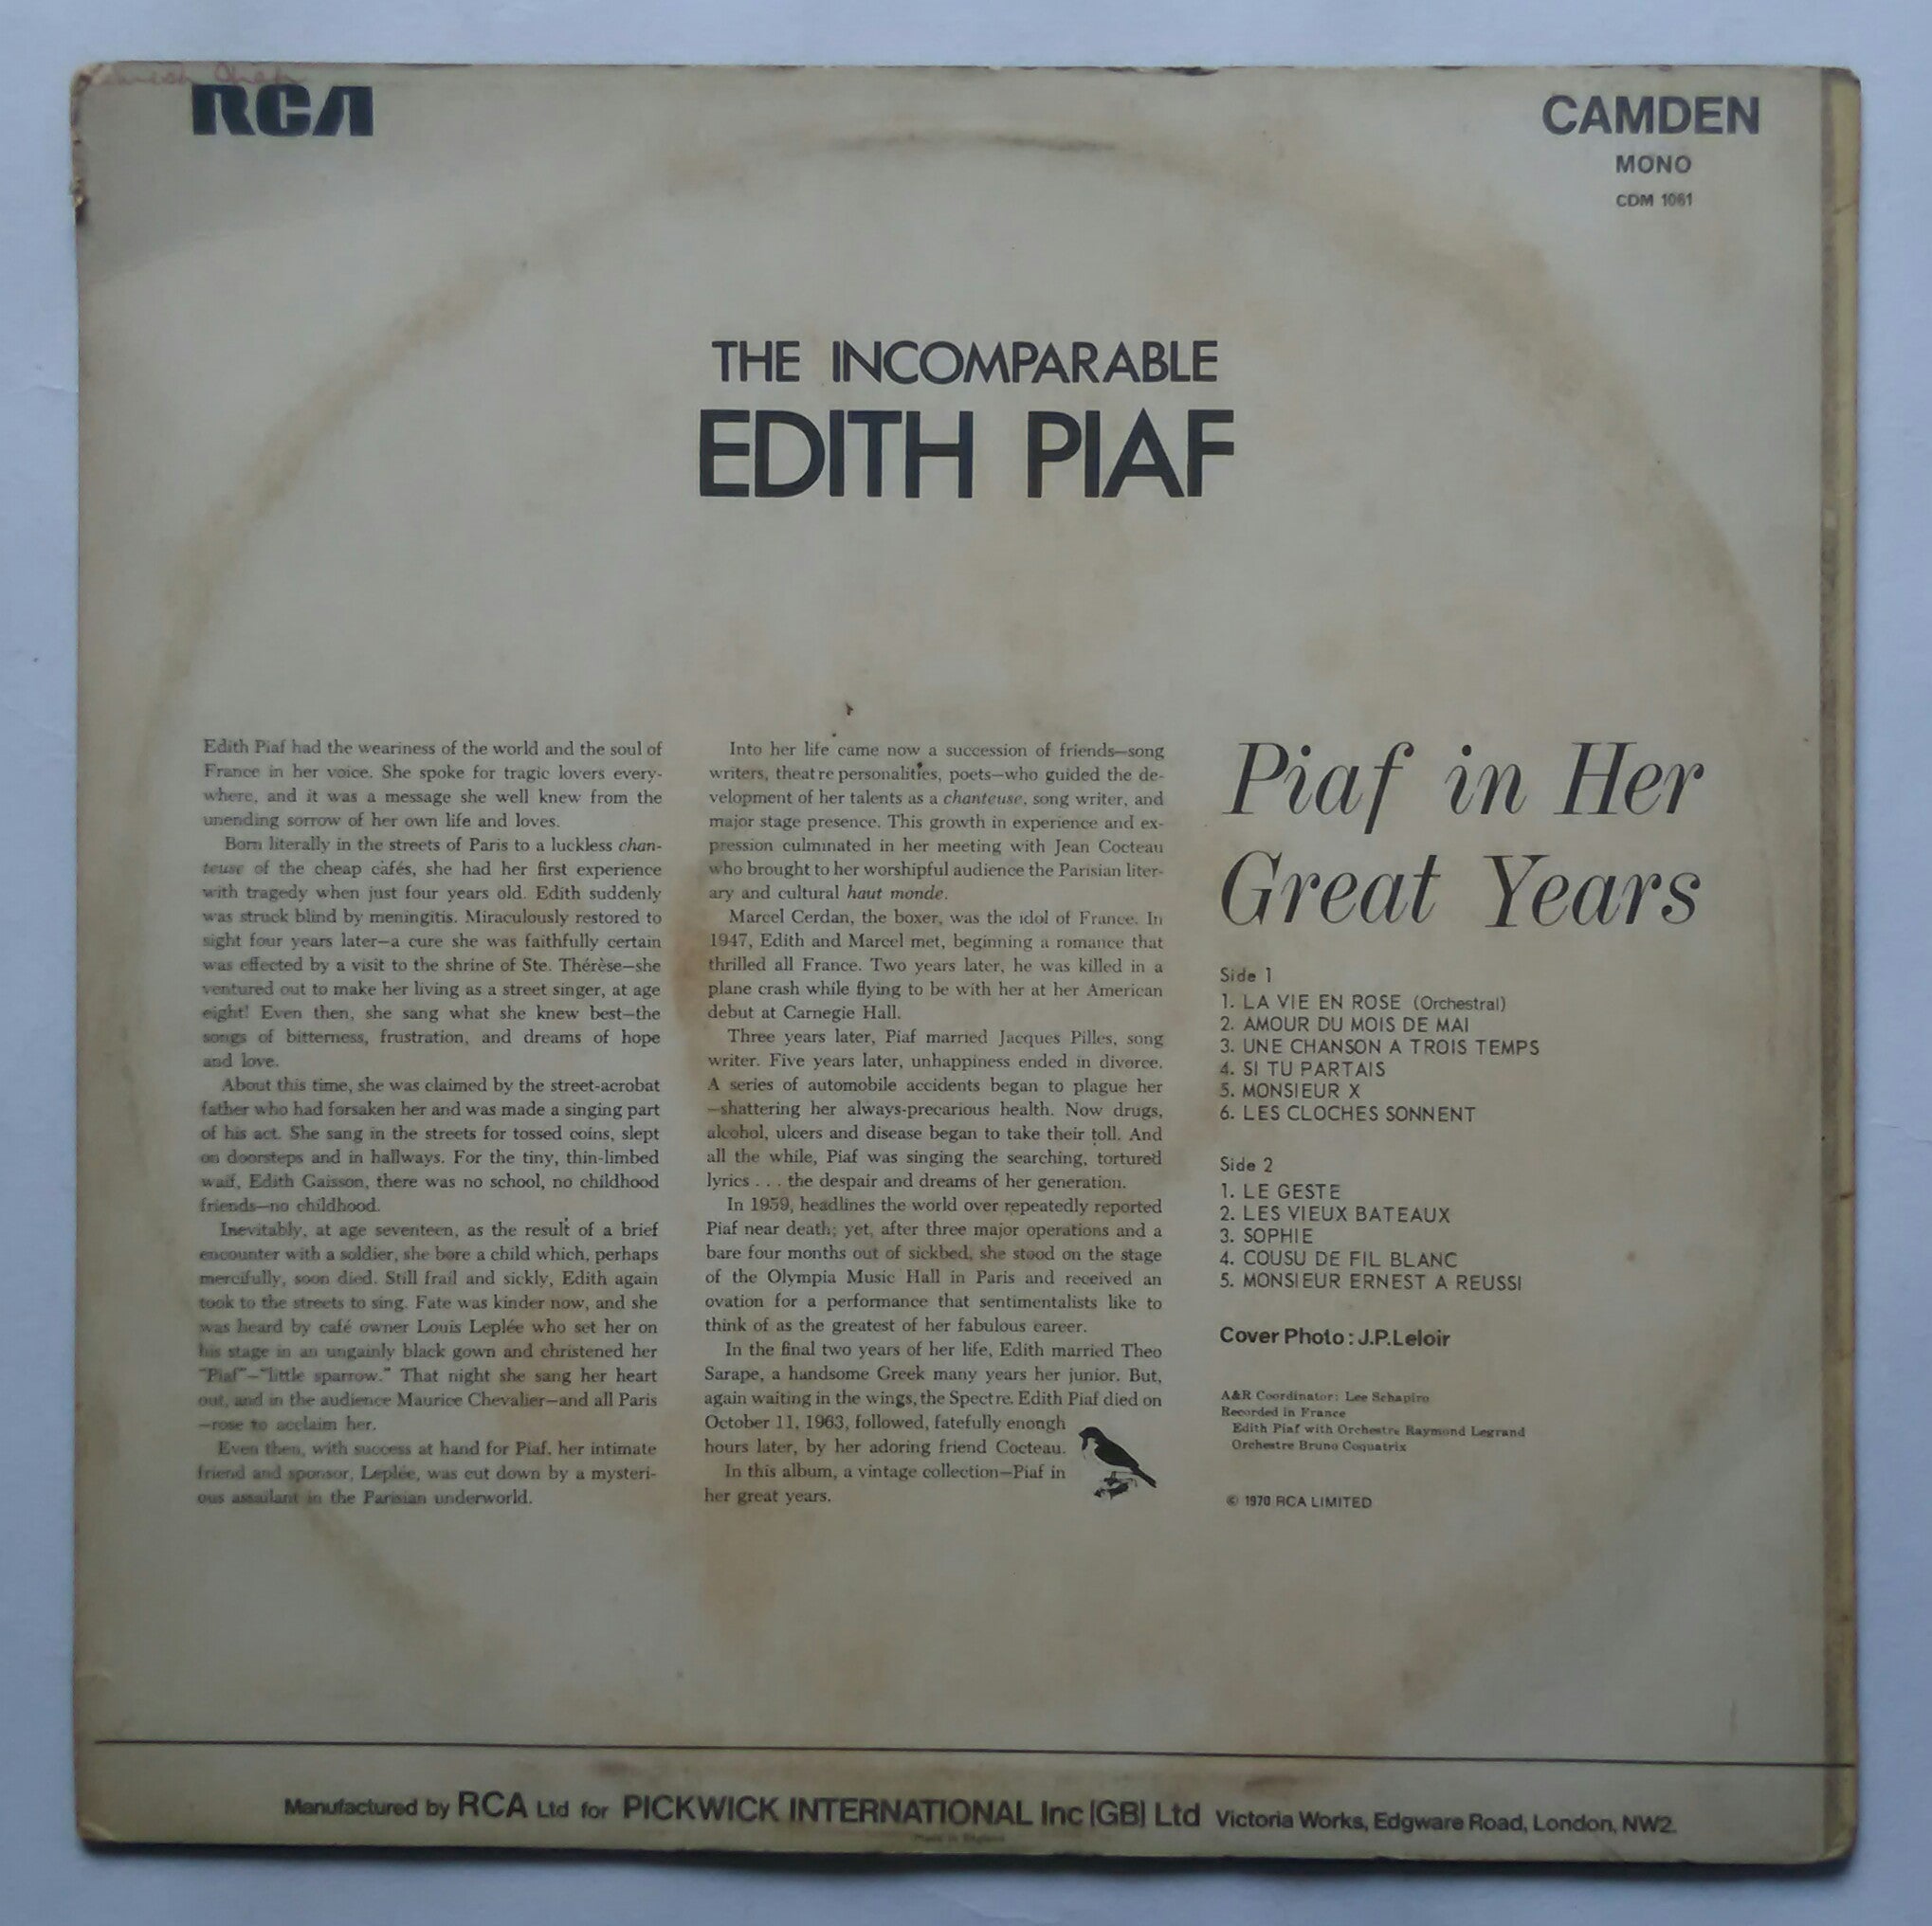 RCA
CAMDEN
MONO
CDM 1061
THE INCOMPARABLE
EDITH PIAF
Edith Piaf had the weariness of the world and the soul of
France in her voice. She spoke for tragic lovers every-
where, and it was a message she well knew from the
unending sorrow of her own life and loves.
Born literally in the streets of Paris to a luckless chan-
teuse of the cheap cafés, she had her first experience
with tragedy when just four years old. Edith suddenly
was struck blind by meningitis. Miraculously restored to
sight four years later—a cure she was faithfully certain
was effected by a visit to the shrine of Ste. Thérèse—she
ventured out to make her living as a street singer, at age
eight! Even then, she sang what she knew best—the
songs of bitterness, frustration, and dreams of hope
and love.
About this time, she was claimed by the street-acrobat
father who had forsaken her and was made a singing part
of his act. She sang in the streets for tossed coins, slept
on doorsteps and in hallways. For the tiny, thin-limbed
waif, Edith Gaisson, there was no school, no childhood
friends—no childhood.
Inevitably, at age seventeen, as the result of a brief
encounter with a soldier, she bore a child which, perhaps
mercifully, soon died. Still frail and sickly, Edith again
took to the streets to sing. Fate was kinder now, and she
was heard by café owner Louis Leplée who set her on
his stage in an ungainly black gown and christened her
"Piaf"—"little sparrow." That night she sang her heart
out, and in the audience Maurice Chevalier—and all Paris
—rose to acclaim her.
Even then, with success at hand for Piaf, her intimate
friend and sponsor, Leplée, was cut down by a mysteri-
ous assailant in the Parisian underworld.
Into her life came now a succession of friends—song
writers, theatre personalities, poets—who guided the de-
velopment of her talents as a chanteuse, song writer, and
major stage presence. This growth in experience and ex-
pression culminated in her meeting with Jean Cocteau
who brought to her worshipful audience the Parisian liter-
ary and cultural haut monde.
Marcel Cerdan, the boxer, was the idol of France. In
1947, Edith and Marcel met, beginning a romance that
thrilled all France. Two years later, he was killed in a
plane crash while flying to be with her at her American
debut at Carnegie Hall.
Three years later, Piaf married Jacques Pilles, song
writer. Five years later, unhappiness ended in divorce.
A series of automobile accidents began to plague her
—shattering her always-precarious health. Now drugs,
alcohol, ulcers and disease began to take their toll. And
all the while, Piaf was singing the searching, tortured
lyrics . . . the despair and dreams of her generation.
In 1959, headlines the world over repeatedly reported
Piaf near death; yet, after three major operations and a
bare four months out of sickbed, she stood on the stage
of the Olympia Music Hall in Paris and received an
ovation for a performance that sentimentalists like to
think of as the greatest of her fabulous career.
In the final two years of her life, Edith married Theo
Sarape, a handsome Greek many years her junior. But,
again waiting in the wings, the Spectre. Edith Piaf died on
October 11, 1963, followed, fatefully enough
hours later, by her adoring friend Cocteau.
In this album, a vintage collection—Piaf in
her great years.
Piaf in Her
Great Years
Side 1
1. LA VIE EN ROSE (Orchestral)
2. AMOUR DU MOIS DE MAI
3. UNE CHANSON A TROIS TEMPS
4. SI TU PARTAIS
5. MONSIEUR X
6. LES CLOCHES SONNENT
Side 2
1. LE GESTE
2. LES VIEUX BATEAUX
3. SOPHIE
4. COUSU DE FIL BLANC
5. MONSIEUR ERNEST A REUSSI
Cover Photo : J.P.Leloir
A&R Coordinator: Lee Schapiro
Recorded in France
Edith Piaf with Orchestre Raymond Legrand
Orchestre Bruno Coquatrix
© 1970 RCA LIMITED
Manufactured by RCA Ltd for PICKWICK INTERNATIONAL Inc (GB) Ltd Victoria Works, Edgware Road, London, NW2.
Made in England